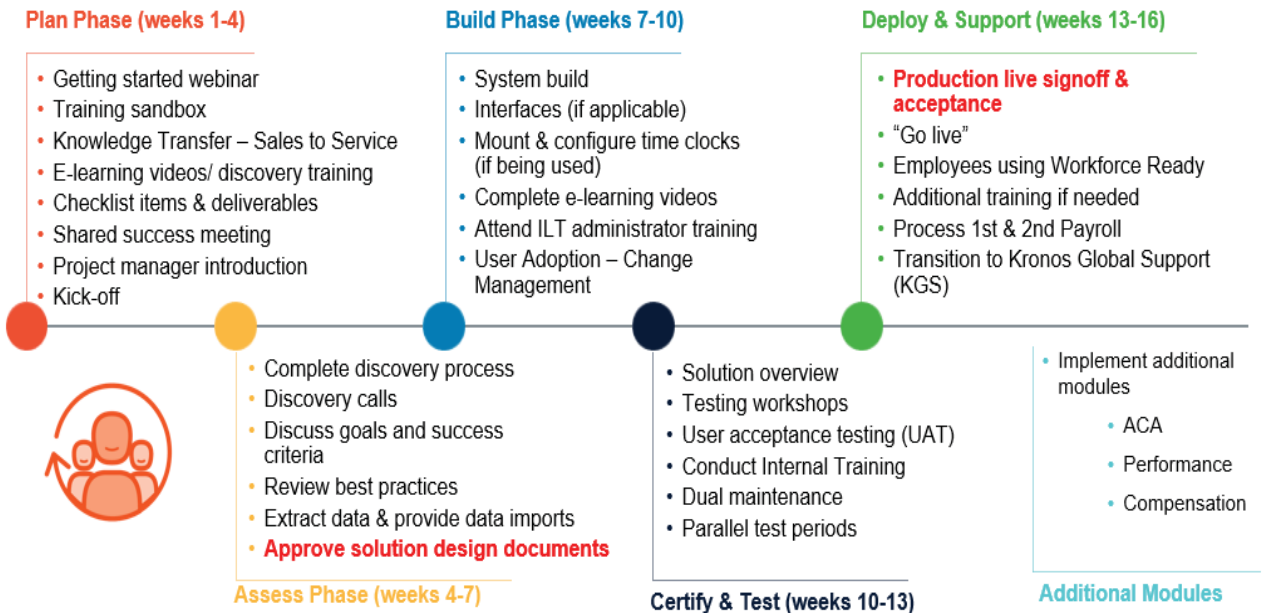 Plan Phase (weeks 1-4)
• Getting started webinar
• Training sandbox
• Knowledge Transfer – Sales to Service
• E-learning videos/ discovery training
• Checklist items & deliverables
• Shared success meeting
• Project manager introduction
• Kick-off
Build Phase (weeks 7-10)
• System build
• Interfaces (if applicable)
• Mount & configure time clocks
(if being used)
• Complete e-learning videos
• Attend ILT administrator training
• User Adoption – Change
Management
Deploy & Support (weeks 13-16)
• Production live signoff &
acceptance
• “Go live”
• Employees using Workforce Ready
• Additional training if needed
• Process 1st & 2nd Payroll
• Transition to Kronos Global Support
(KGS)
• Complete discovery process
• Discovery calls
• Discuss goals and success
criteria
• Review best practices
• Extract data & provide data imports
• Approve solution design documents
Assess Phase (weeks 4-7)
• Solution overview
• Testing workshops
• User acceptance testing (UAT)
• Conduct Internal Training
• Dual maintenance
• Parallel test periods
Certify & Test (weeks 10-13)
• Implement additional
modules
• ACA
• Performance
• Compensation
Additional Modules